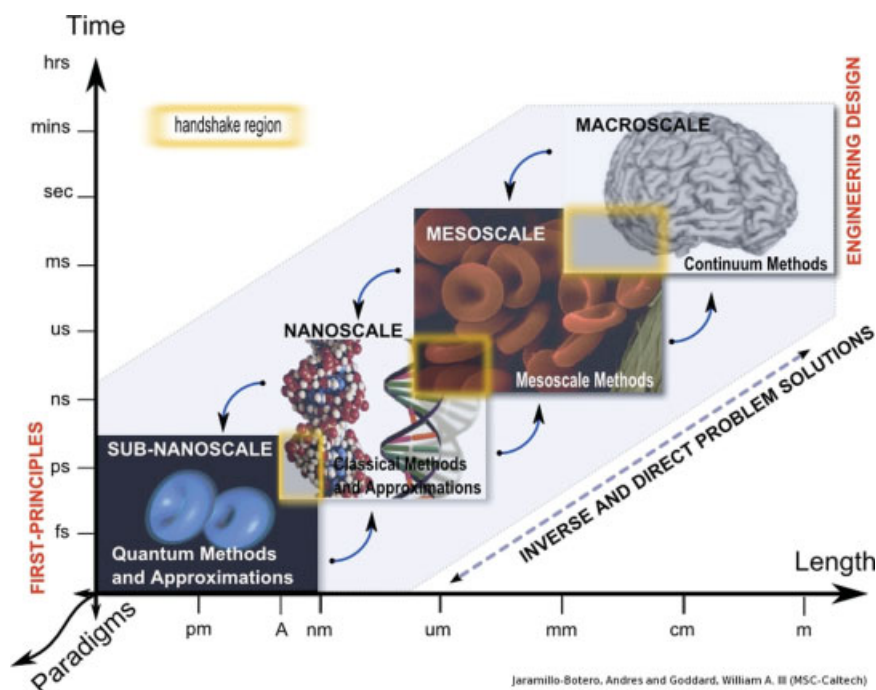 Time
hrs
mins
sec
ms
us
ns
ps
fs
handshake region
MACROSCALE
Continuum Methods
ENGINEERING DESIGN
MESOSCALE
Mesoscale Methods
NANOSCALE
Classical Methods
and Approximations
SUB-NANOSCALE
Quantum Methods
and Approximations
FIRST-PRINCIPLES
INVERSE AND DIRECT PROBLEM SOLUTIONS
Length
pm
A
nm
um
mm
cm
m
Paradigms
Jaramillo-Botero, Andres and Goddard, William A. III (MSC-Caltech)